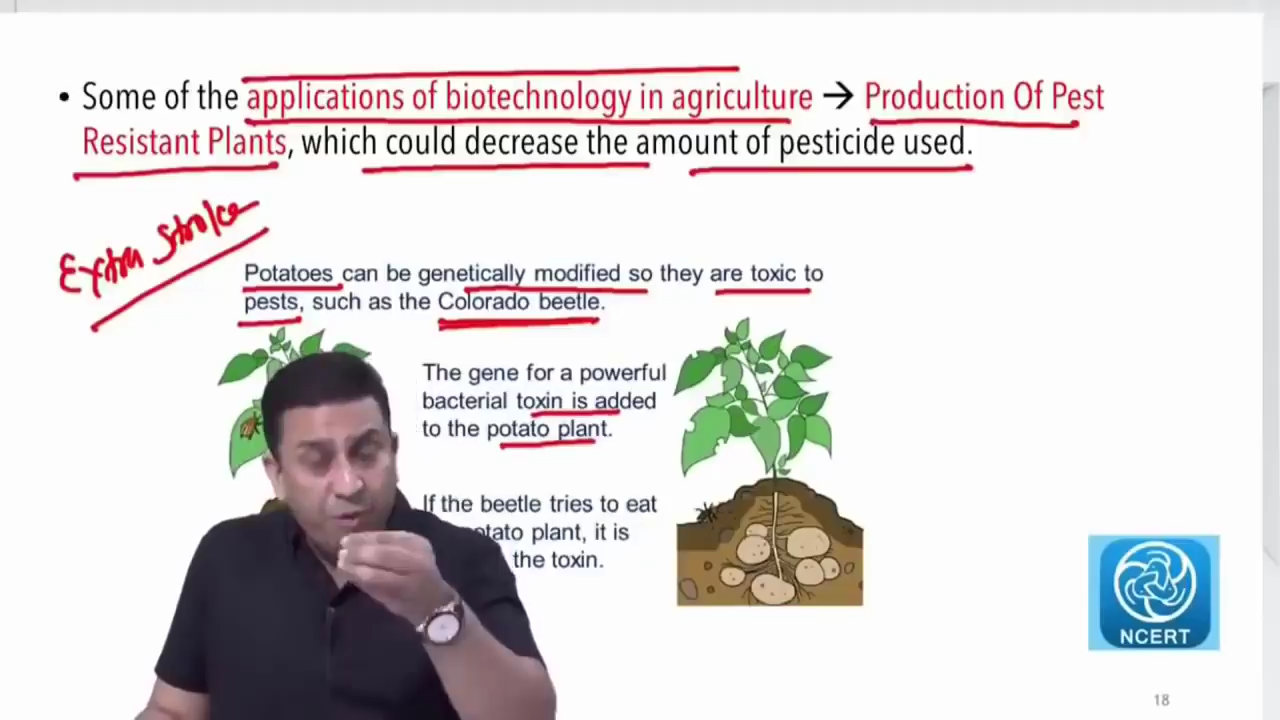 • Some of the applications of biotechnology in agriculture → Production Of Pest
Resistant Plants, which could decrease the amount of pesticide used.
Extra Stroke
Potatoes can be genetically modified so they are toxic to
pests, such as the Colorado beetle.
The gene for a powerful
bacterial toxin is added
to the potato plant.
If the beetle tries to eat
plant, it is
the toxin.
NCERT
18